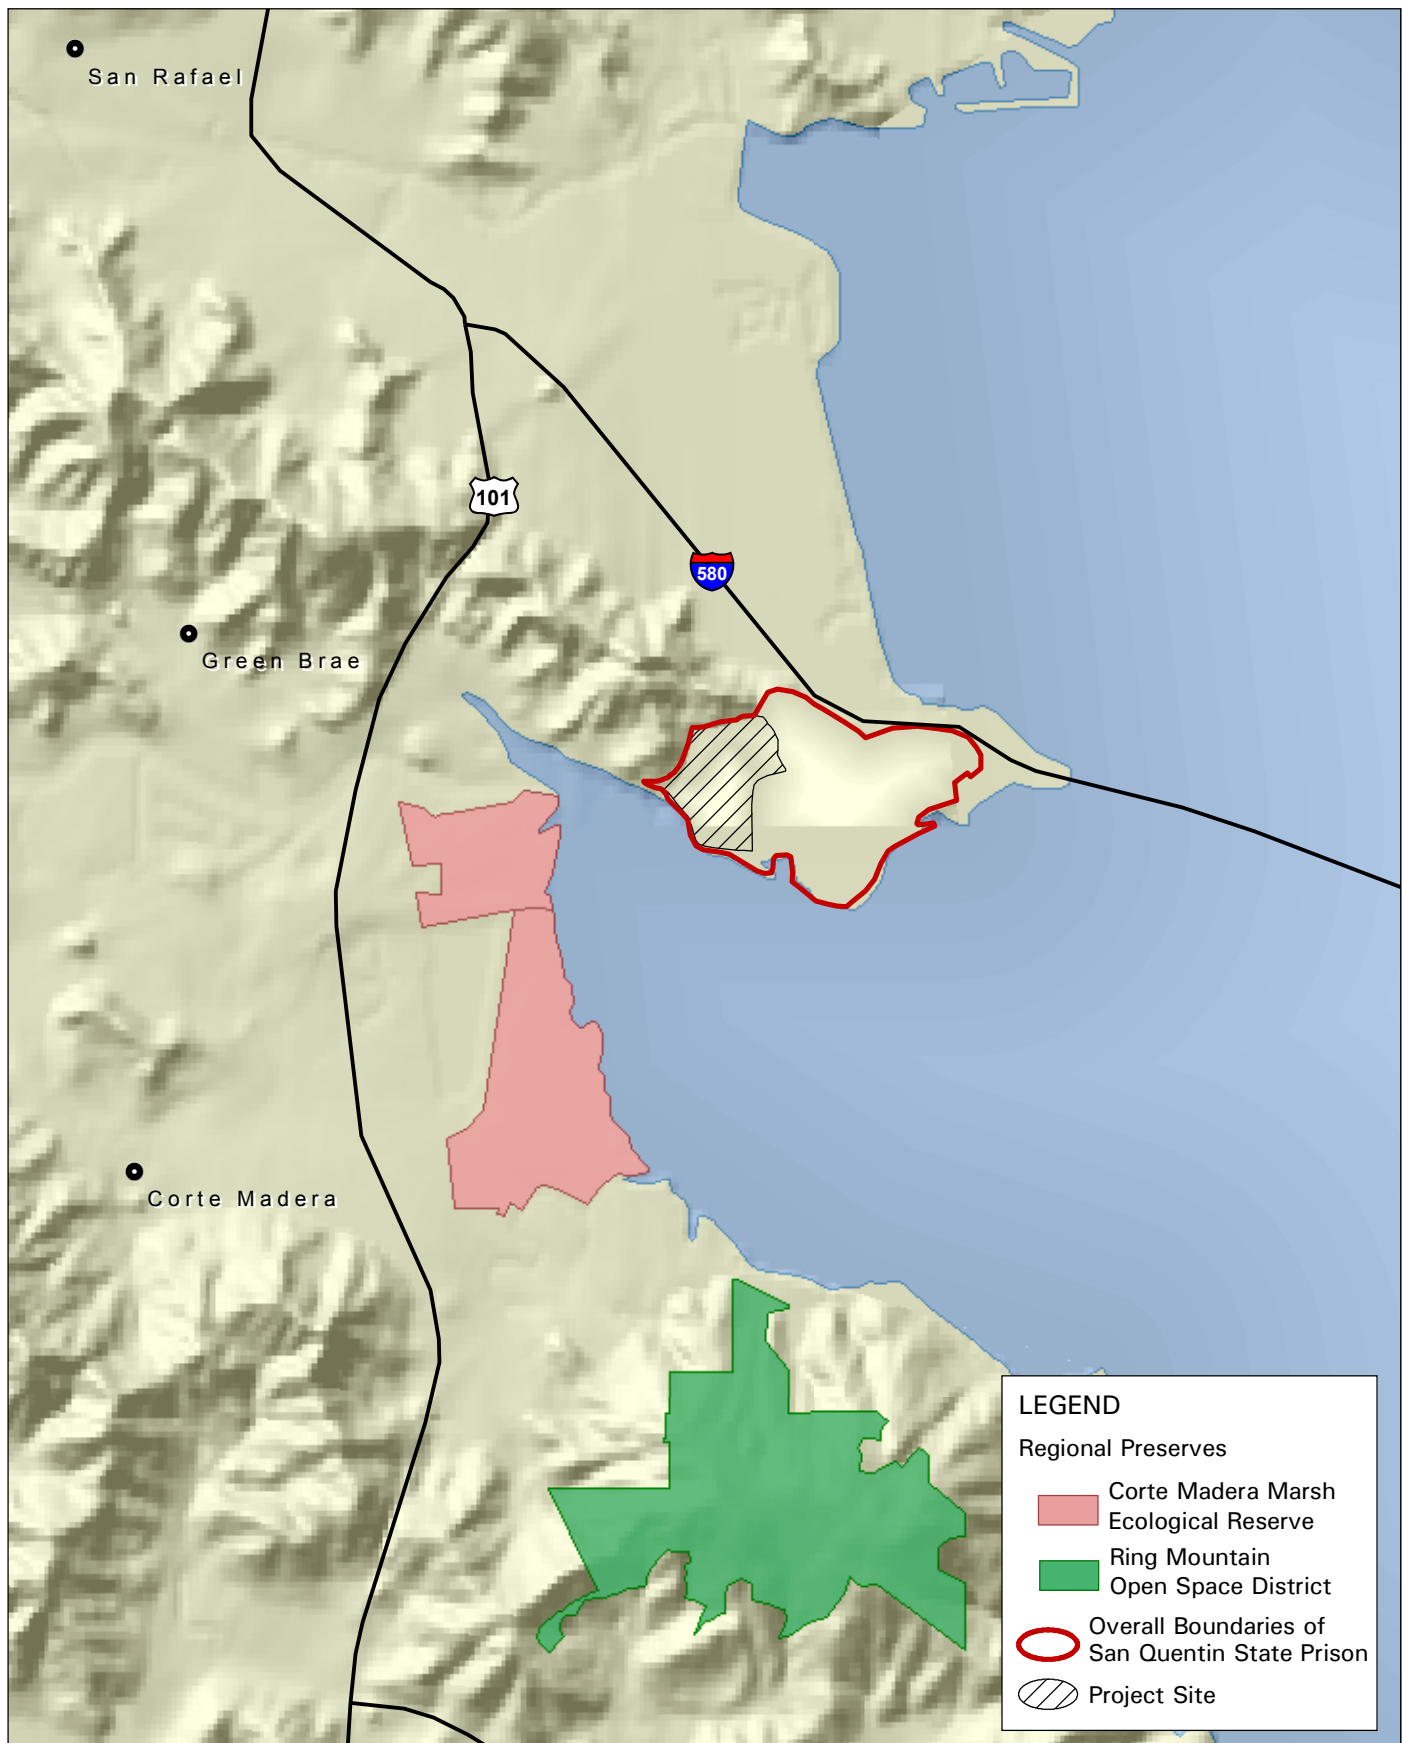 San Rafael
101
580
Green Brae
Corte Madera
LEGEND
Regional Preserves
Corte Madera Marsh
Ecological Reserve
Ring Mountain
Open Space District
Overall Boundaries of
San Quentin State Prison
Project Site